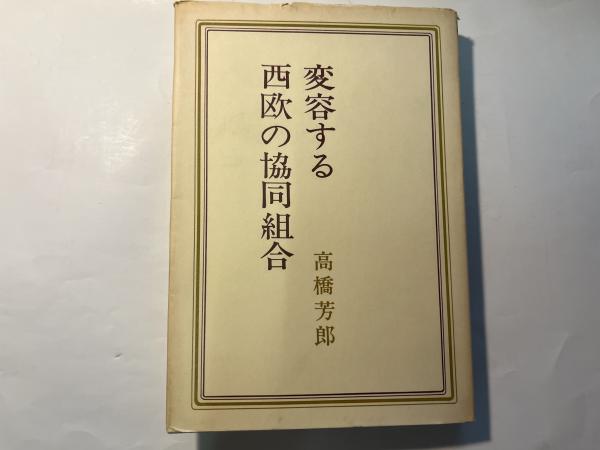 変容する
西欧の協同組合
高橋芳郎